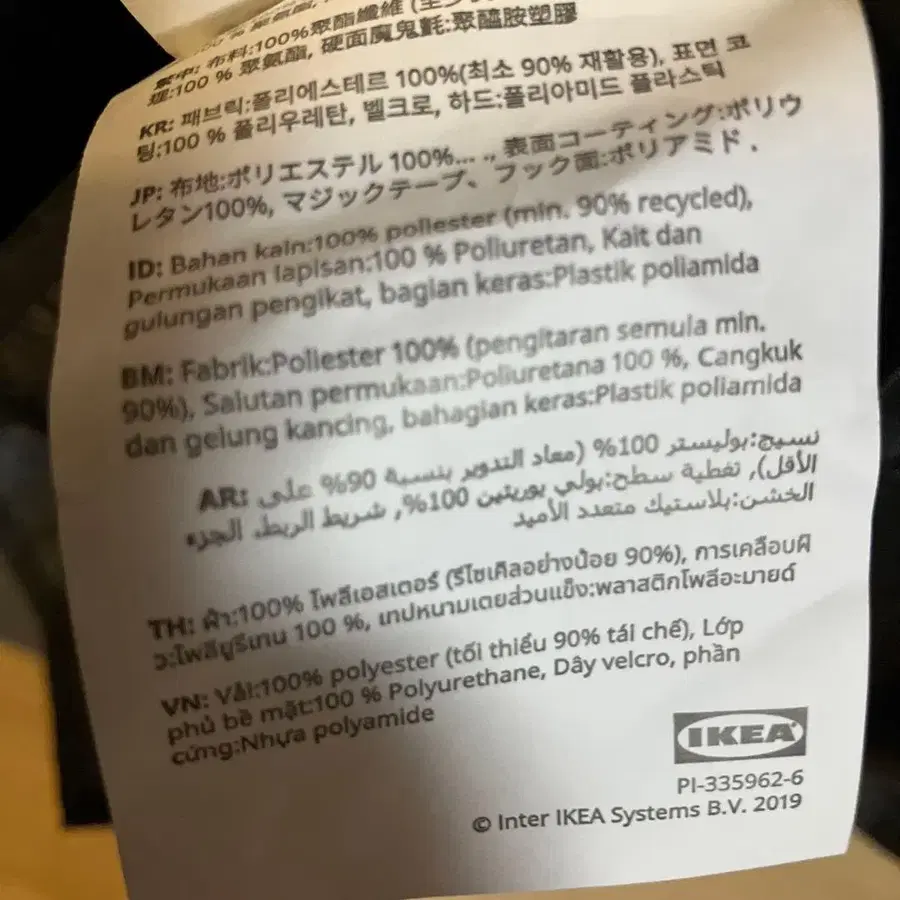 繁中: 布料:100%聚酯纖維
理:100 % 聚氨酯, 硬面魔鬼氈:聚醯胺塑膠
KR: 패브릭:폴리에스테르 100%(최소 90% 재활용), 표면 코
팅:100 % 폴리우레탄, 벨크로, 하드:폴리아미드 플라스틱
JP: 布地:ポリエステル 100%... ., 表面コーティング:ポリウ
レタン100%, マジックテープ、フック面:ポリアミド .
ID: Bahan kain:100% poliester (min. 90% recycled),
Permukaan lapisan:100 % Poliuretan, Kait dan
gulungan pengikat, bagian keras:Plastik poliamida
BM: Fabrik:Poliester 100% (pengitaran semula min.
90%), Salutan permukaan:Poliuretana 100 %, Cangkuk
dan gelung kancing, bahagian keras:Plastik poliamida
AR: نسيج:بوليستر 100% (معاد التدوير بنسبة 90% على
الأقل), تغطية سطح:بولي يوريثين 100%, شريط الربط, الجزء
الخشن:بلاستيك متعدد الأميد
TH: ผ้า:100% โพลีเอสเตอร์ (รีไซเคิลอย่างน้อย 90%), การเคลือบผิ
ว:โพลียูรีเทน 100 %, เทปหนามเตยส่วนแข็ง:พลาสติกโพลีอะมายด์
VN: Vải:100% polyester (tối thiểu 90% tái chế), Lớp
phủ bề mặt:100 % Polyurethane, Dây velcro, phần
cứng:Nhựa polyamide
IKEA
PI-335962-6
© Inter IKEA Systems B.V. 2019